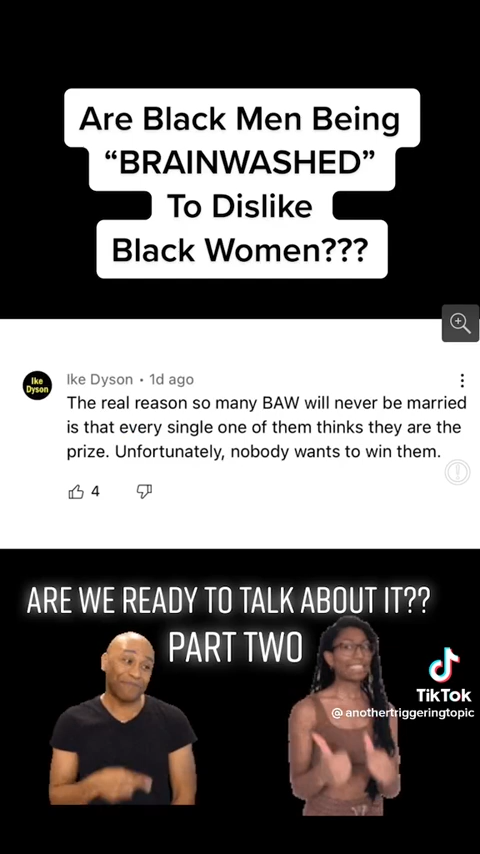 Are Black Men Being
“BRAINWASHED”
To Dislike
Black Women???
Ike
Dyson
Ike Dyson • 1d ago
The real reason so many BAW will never be married
is that every single one of them thinks they are the
prize. Unfortunately, nobody wants to win them.
4
ARE WE READY TO TALK ABOUT IT??
PART TWO
TikTok
@anothertriggeringtopic